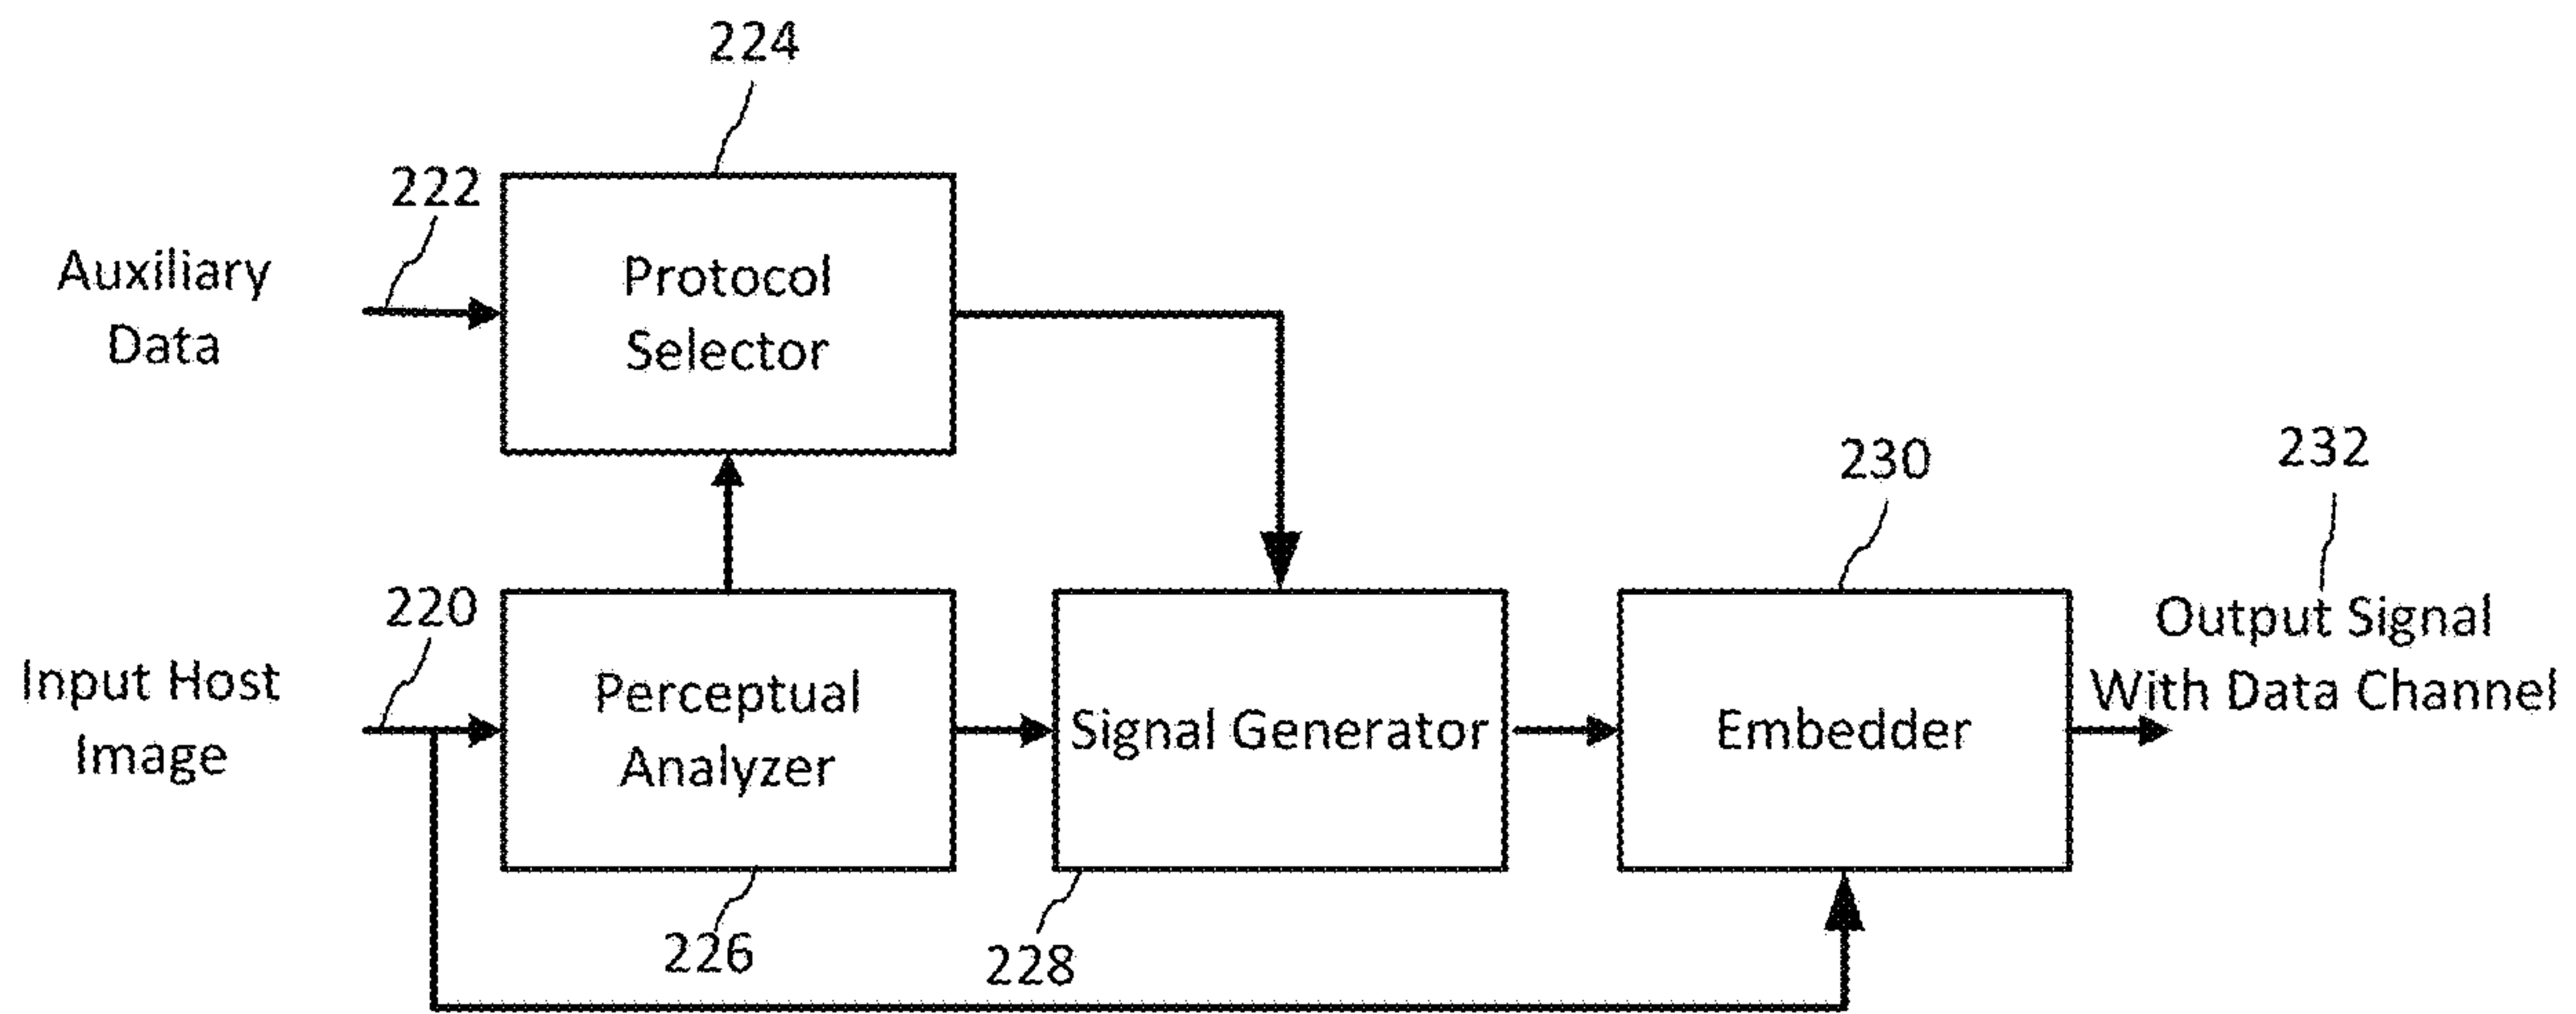 224
222
Auxiliary
Data
Protocol
Selector
230
232
220
Input Host
Image
Perceptual
Analyzer
Signal Generator
Embedder
Output Signal
With Data Channel
226
228